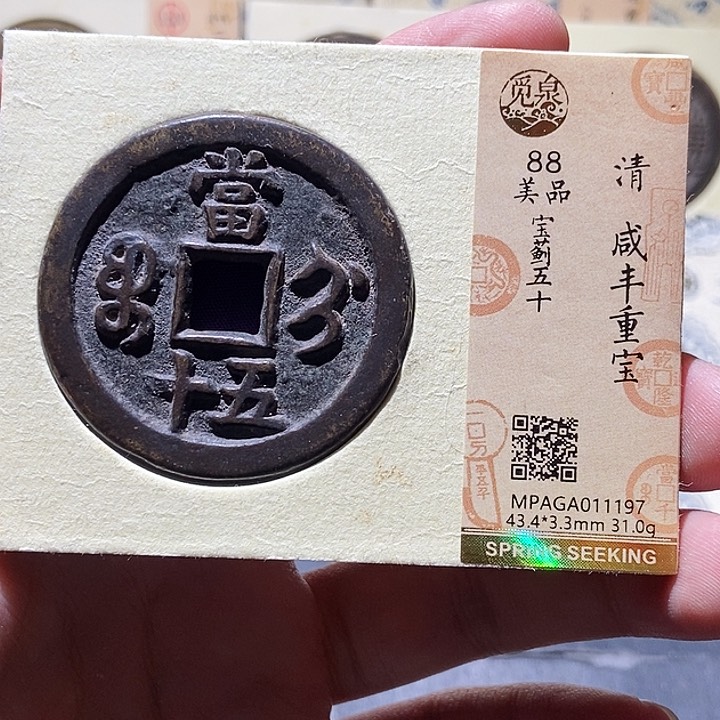 當
五十
觅泉
88
美品
宝蓟五十
清 咸丰重宝
MPAGA011197
43.4*3.3mm 31.0g
SPRING SEEKING